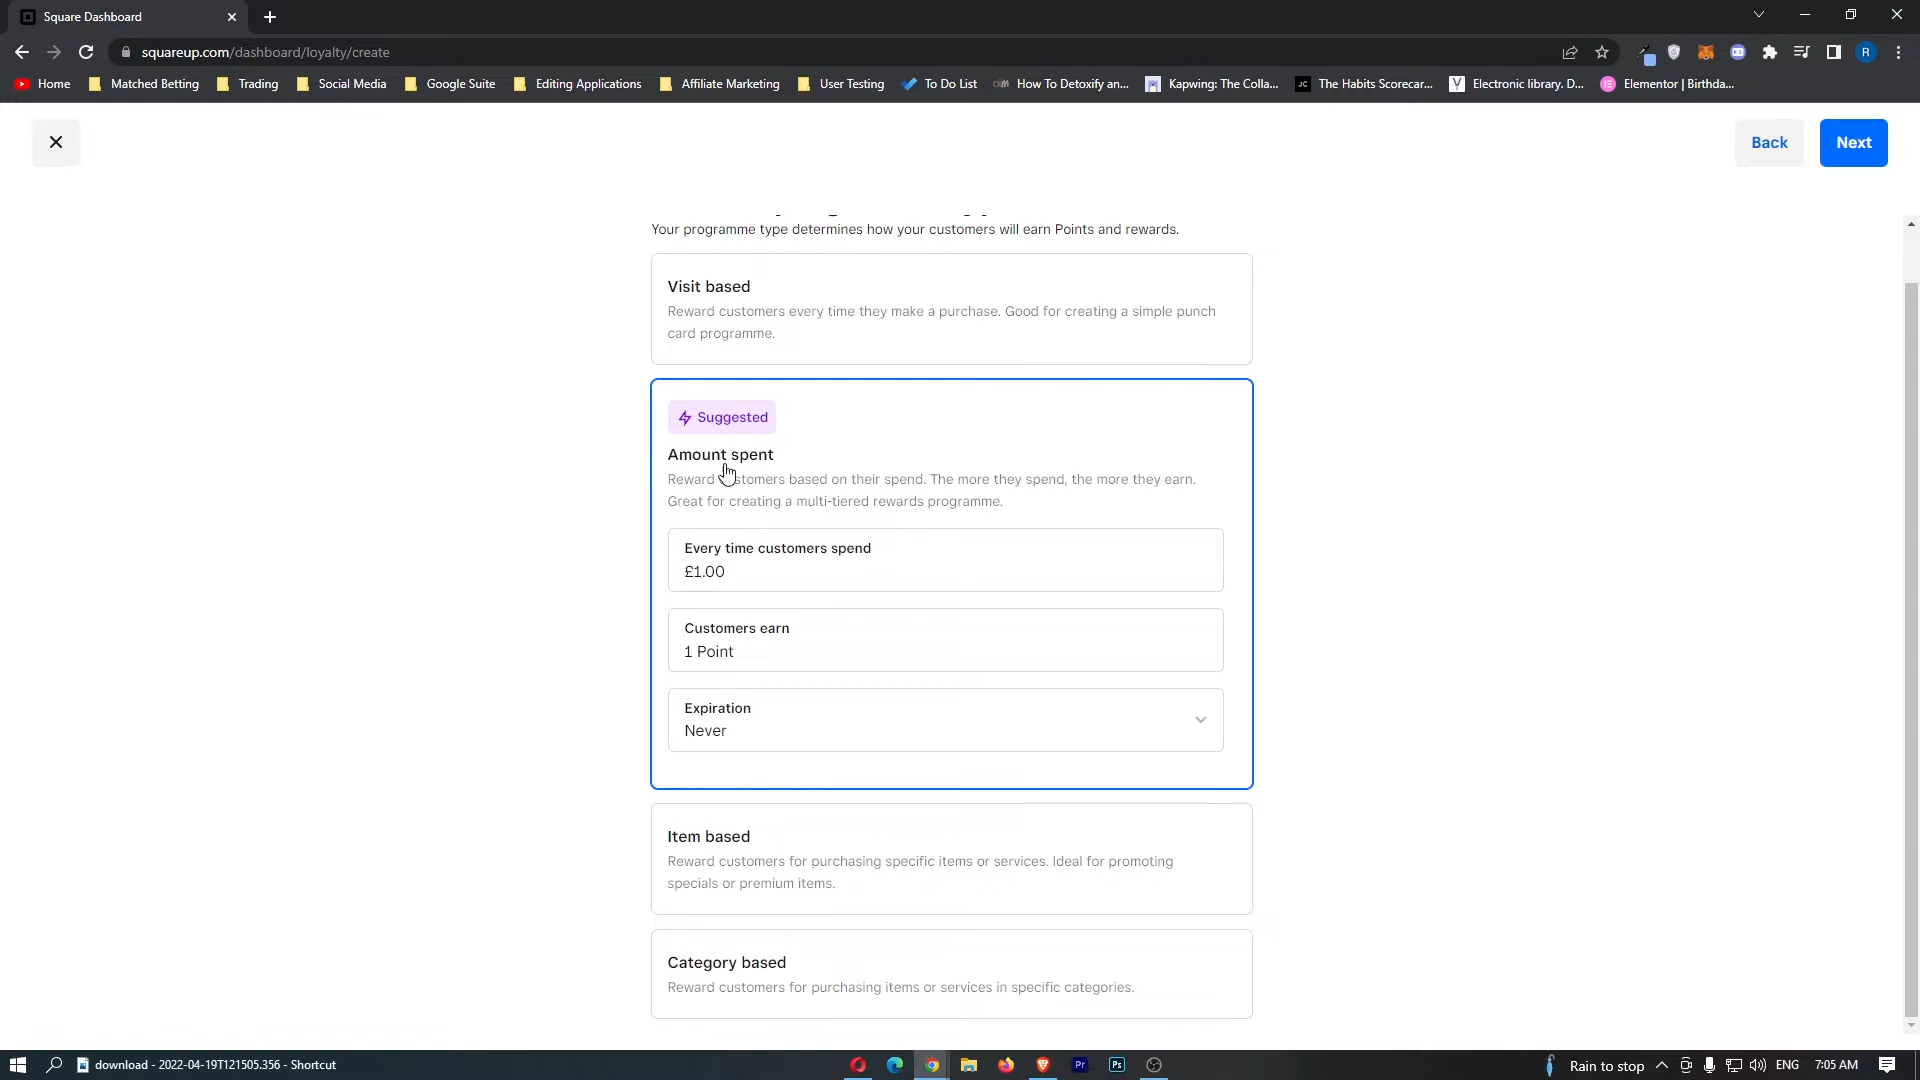 Square Dashboard
squareup.com/dashboard/loyalty/create
R
Home
Matched Betting
Trading
Social Media
Google Suite
Editing Applications
Affiliate Marketing
User Testing
To Do List
How To Detoxify an...
Kapwing: The Colla...
JC
The Habits Scorecar...
Electronic library. D...
Elementor | Birthda...
Back
Next
Your programme type determines how your customers will earn Points and rewards.
Visit based
Reward customers every time they make a purchase. Good for creating a simple punch
card programme.
Suggested
Amount spent
Reward customers based on their spend. The more they spend, the more they earn.
Great for creating a multi-tiered rewards programme.
Every time customers spend
£1.00
Customers earn
1 Point
Expiration
Never
Item based
Reward customers for purchasing specific items or services. Ideal for promoting
specials or premium items.
Category based
Reward customers for purchasing items or services in specific categories.
download - 2022-04-19T121505.356 - Shortcut
Pr
Ps
Rain to stop
ENG
7:05 AM